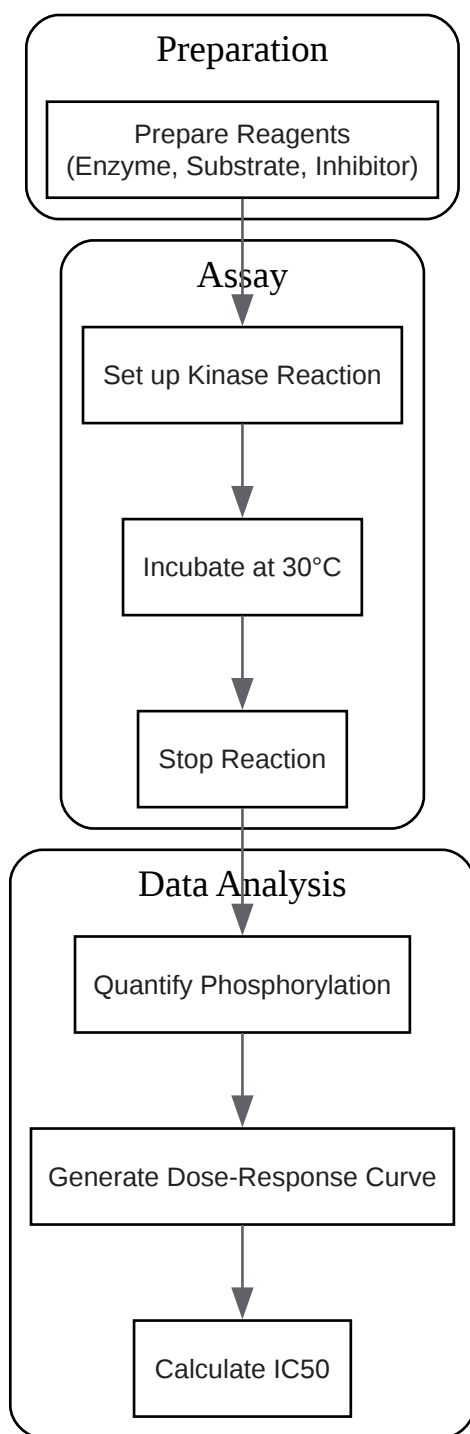 Preparation
Prepare Reagents
(Enzyme, Substrate, Inhibitor)
Assay
Set up Kinase Reaction
Incubate at 30°C
Stop Reaction
Data Analysis
Quantify Phosphorylation
Generate Dose-Response Curve
Calculate IC50